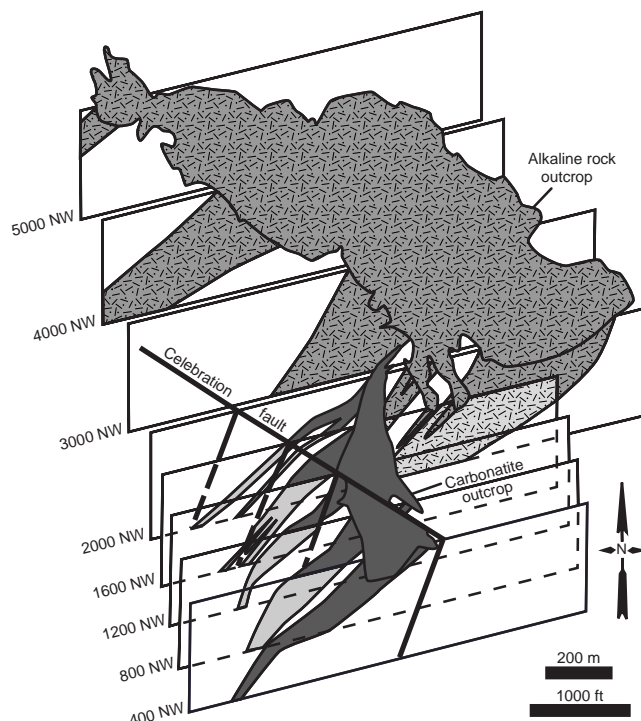 Alkaline rock
outcrop
5000 NW
4000 NW
3000 NW
Celebration
fault
2000 NW
Carbonatite
outcrop
1600 NW
1200 NW
800 NW
400 NW
N
200 m
1000 ft